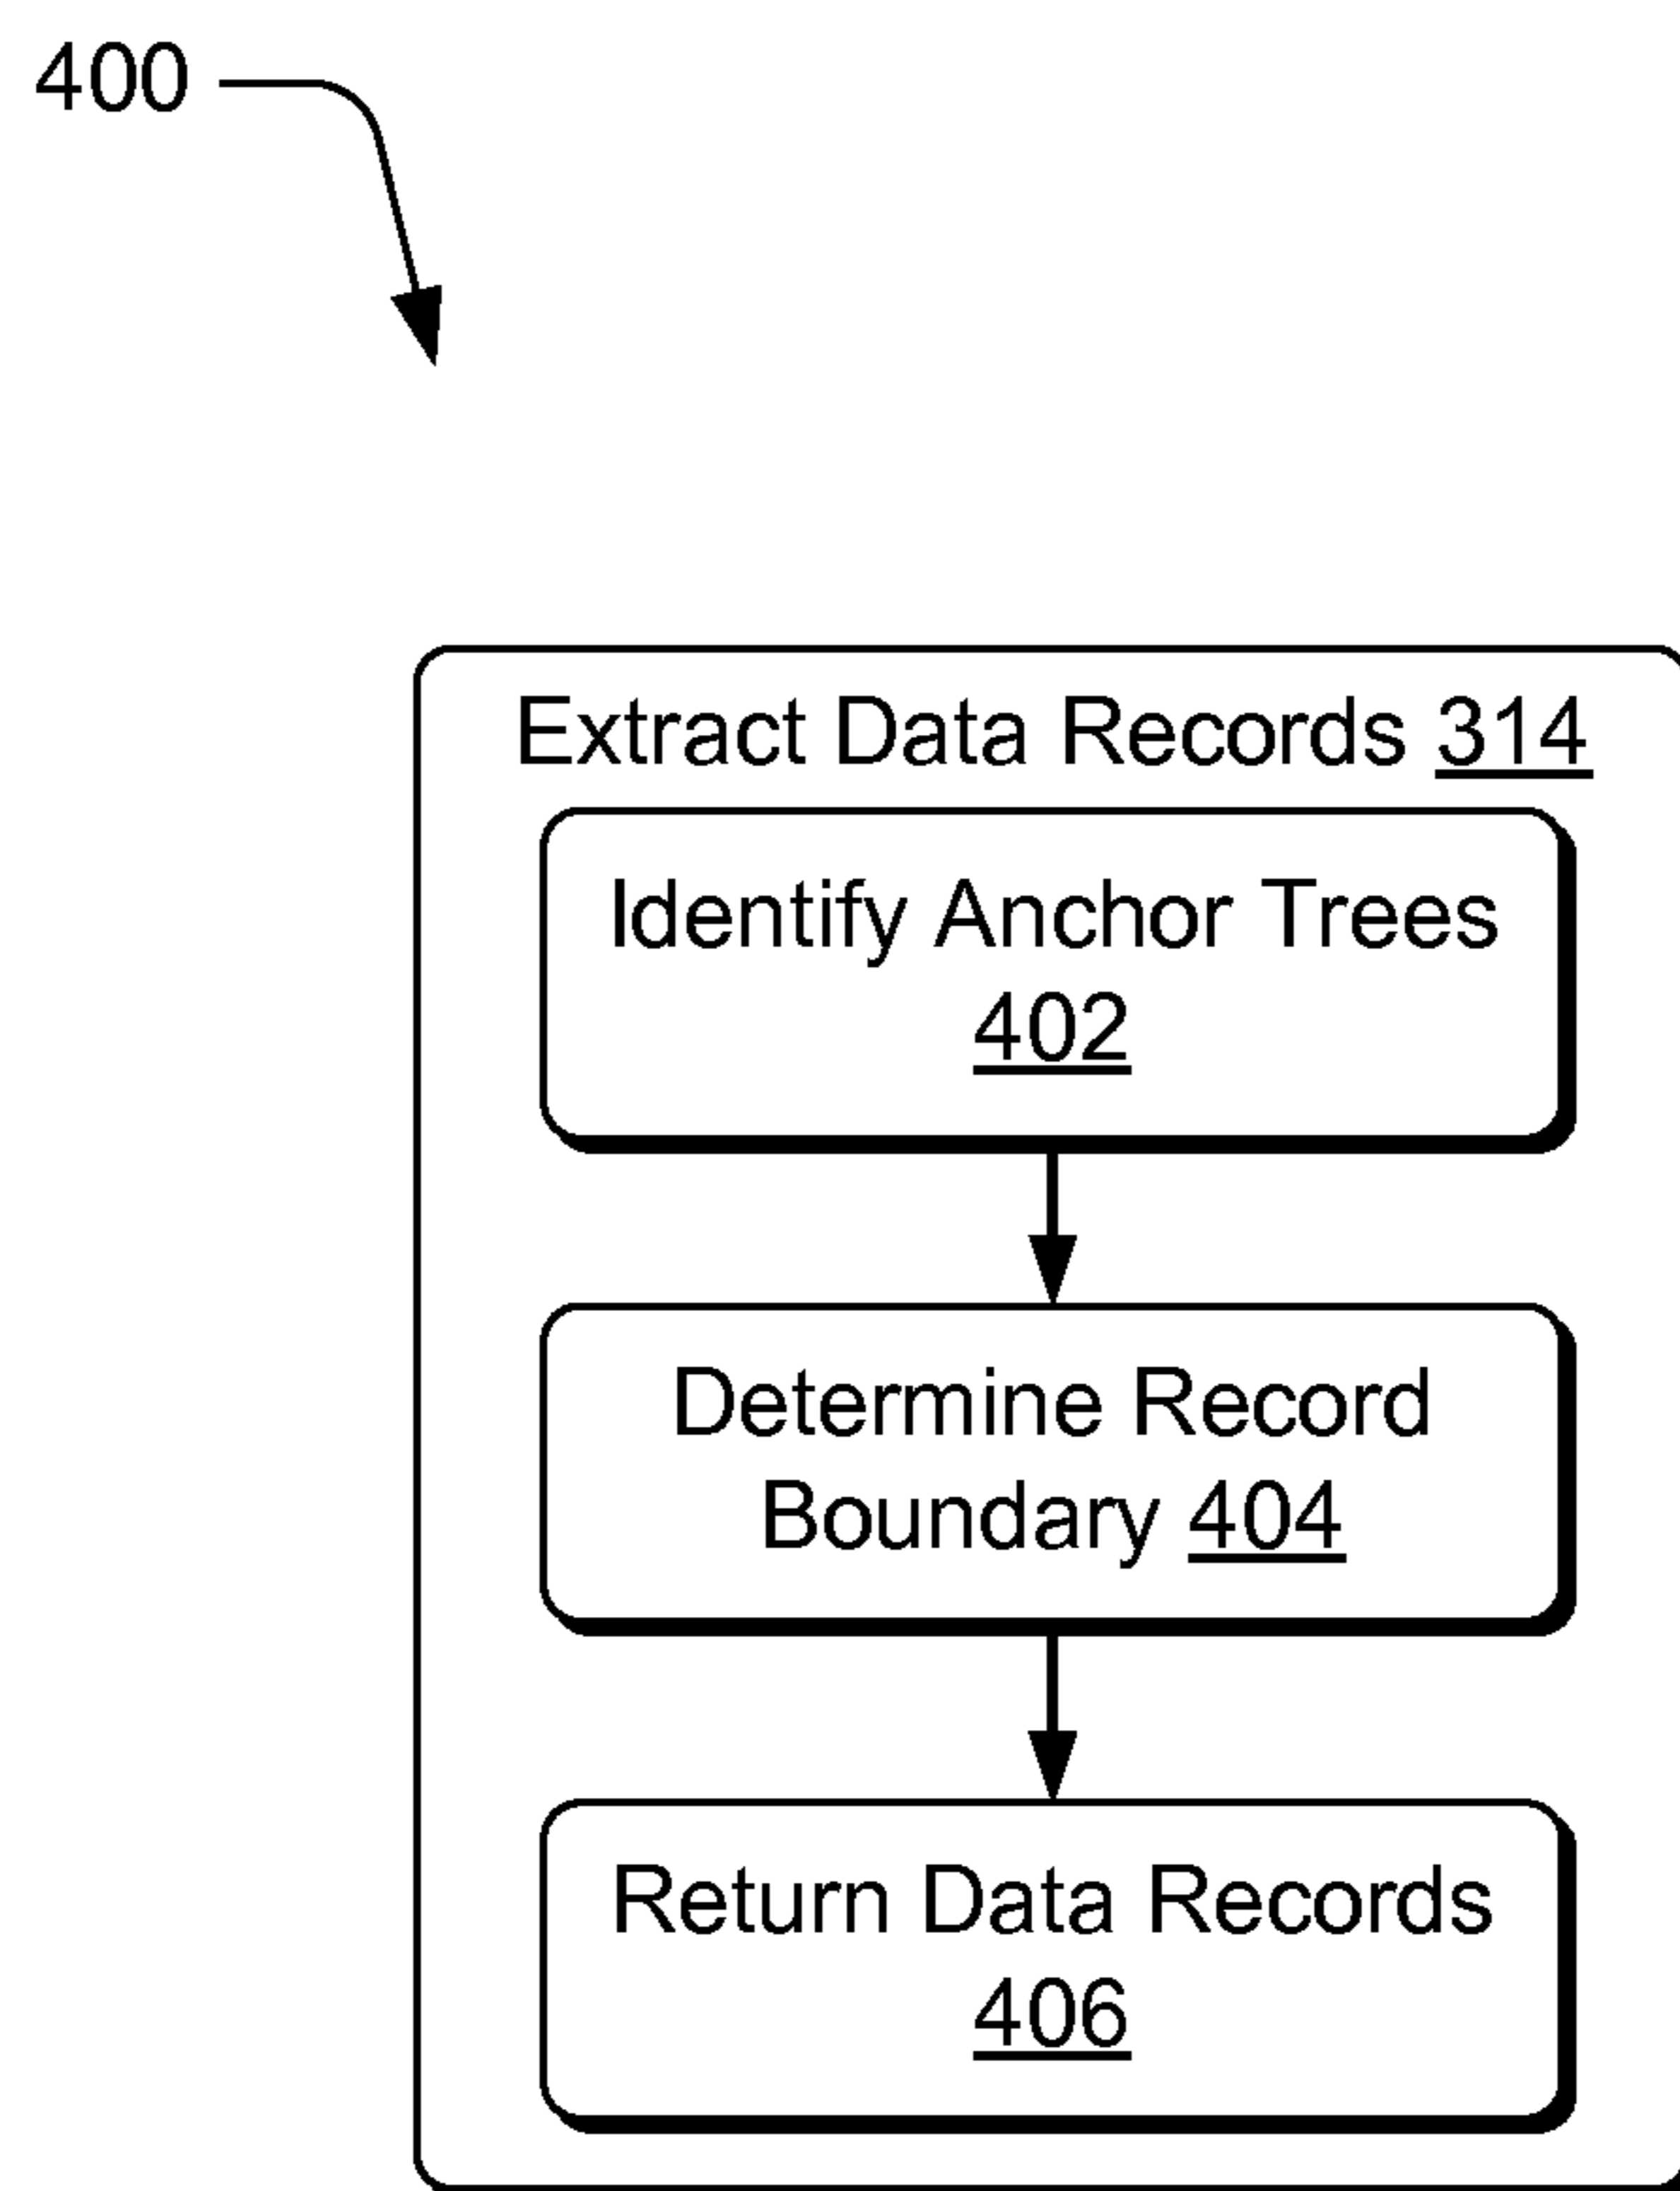 400
Extract Data Records 314
Identify Anchor Trees
402
Determine Record
Boundary 404
Return Data Records
406